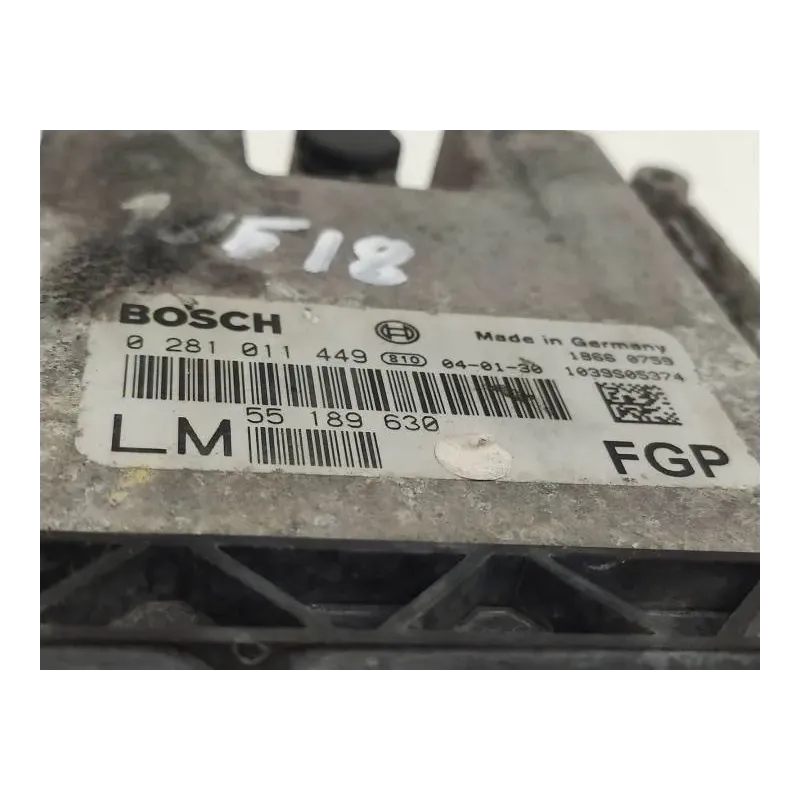 F18
BOSCH
Made in Germany
0 281 011 449 810 04-01-30
1866 0759
1039S05374
LM
55 189 630
FGP